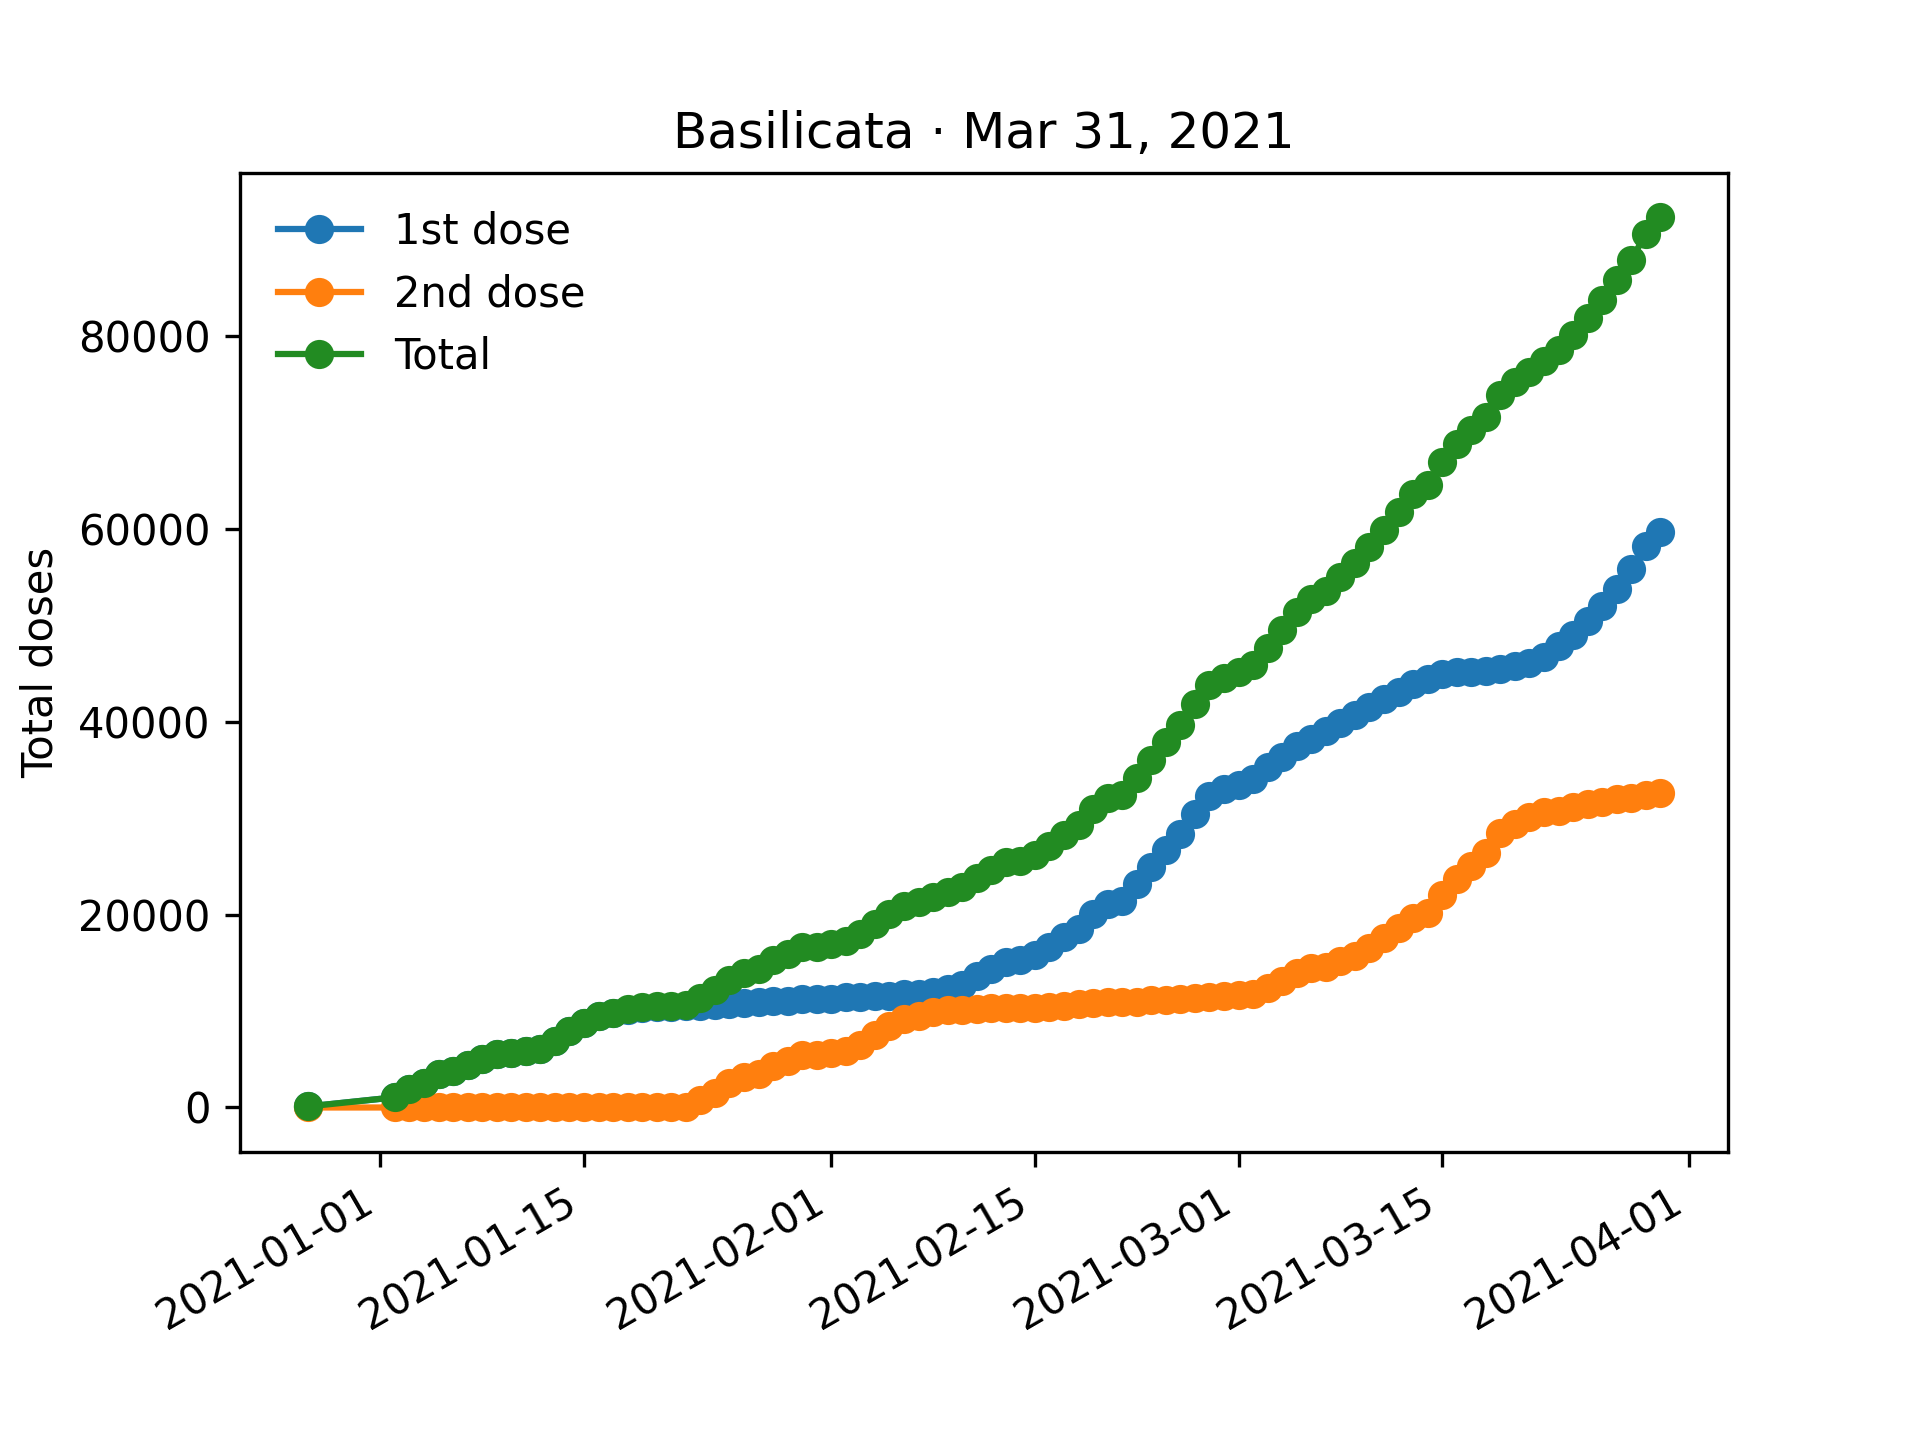 Basilicata · Mar 31, 2021
1st dose
2nd dose
Total
Total doses
80000
60000
40000
20000
0
2021-01-01
2021-01-15
2021-02-01
2021-02-15
2021-03-01
2021-03-15
2021-04-01